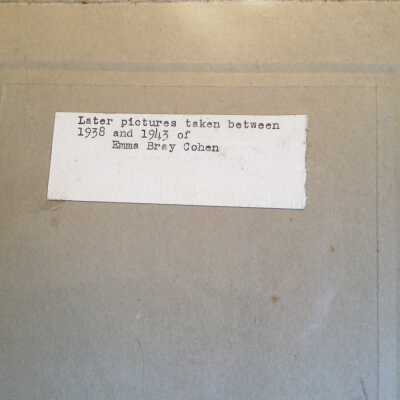 Later pictures taken between
1938 and 1943 of
Emma Bray Cohen